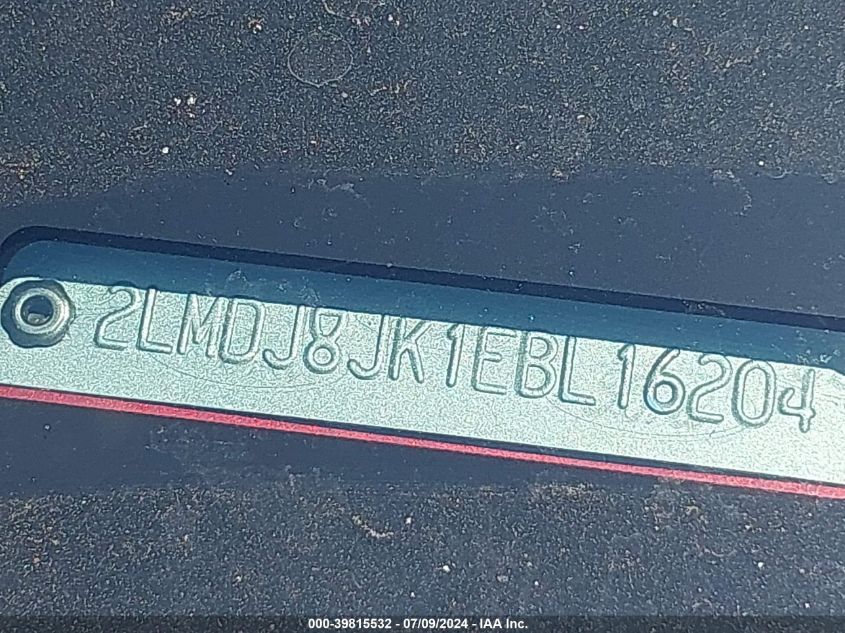 2LMDJ8JK1EBL16204
000-39815532 - 07/09/2024 - IAA Inc.